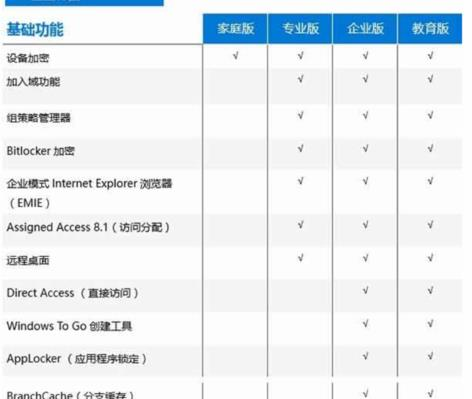 基础功能 家庭版 专业版 企业版 教育版
设备加密 √ √ √ √
加入域功能 √ √ √
组策略管理器 √ √ √
Bitlocker 加密 √ √ √
企业模式 Internet Explorer 浏览器 √ √ √
（EMIE）
Assigned Access 8.1（访问分配） √ √ √
远程桌面 √ √ √
Direct Access （直接访问） √ √
Windows To Go 创建工具 √ √
AppLocker （应用程序锁定） √ √
BranchCache（分支缓存） √ √